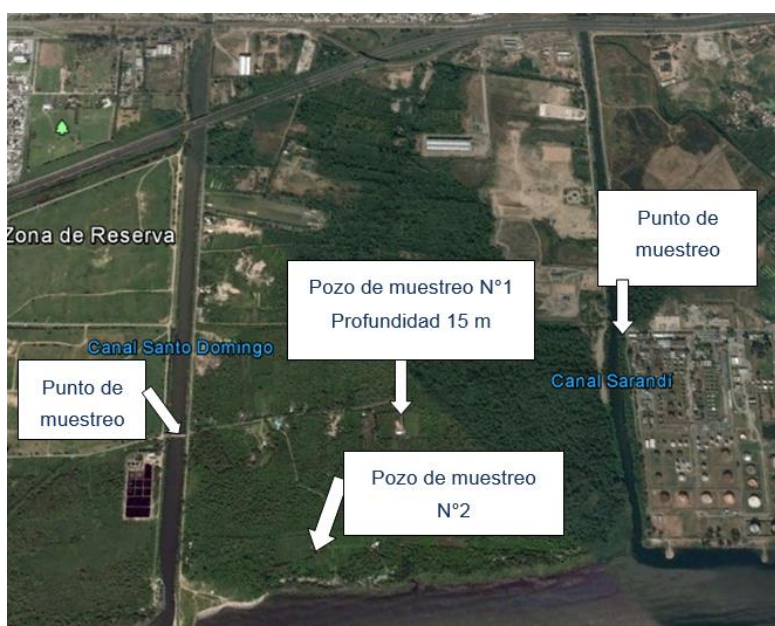 Punto de
muestreo
Zona de Reserva
Pozo de muestreo N°1
Profundidad 15 m
Canal Santo Domingo
Canal Sarandí
Punto de
muestreo
Pozo de muestreo
N°2